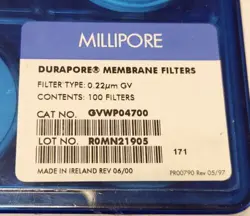 MILLIPORE
DURAPORE® MEMBRANE FILTERS
FILTER TYPE: 0.22µm GV
CONTENTS: 100 FILTERS
CAT NO. GVWP04700
LOT NO. R0MN21905
171
MADE IN IRELAND REV 06/00 PR00790 Rev 05/97